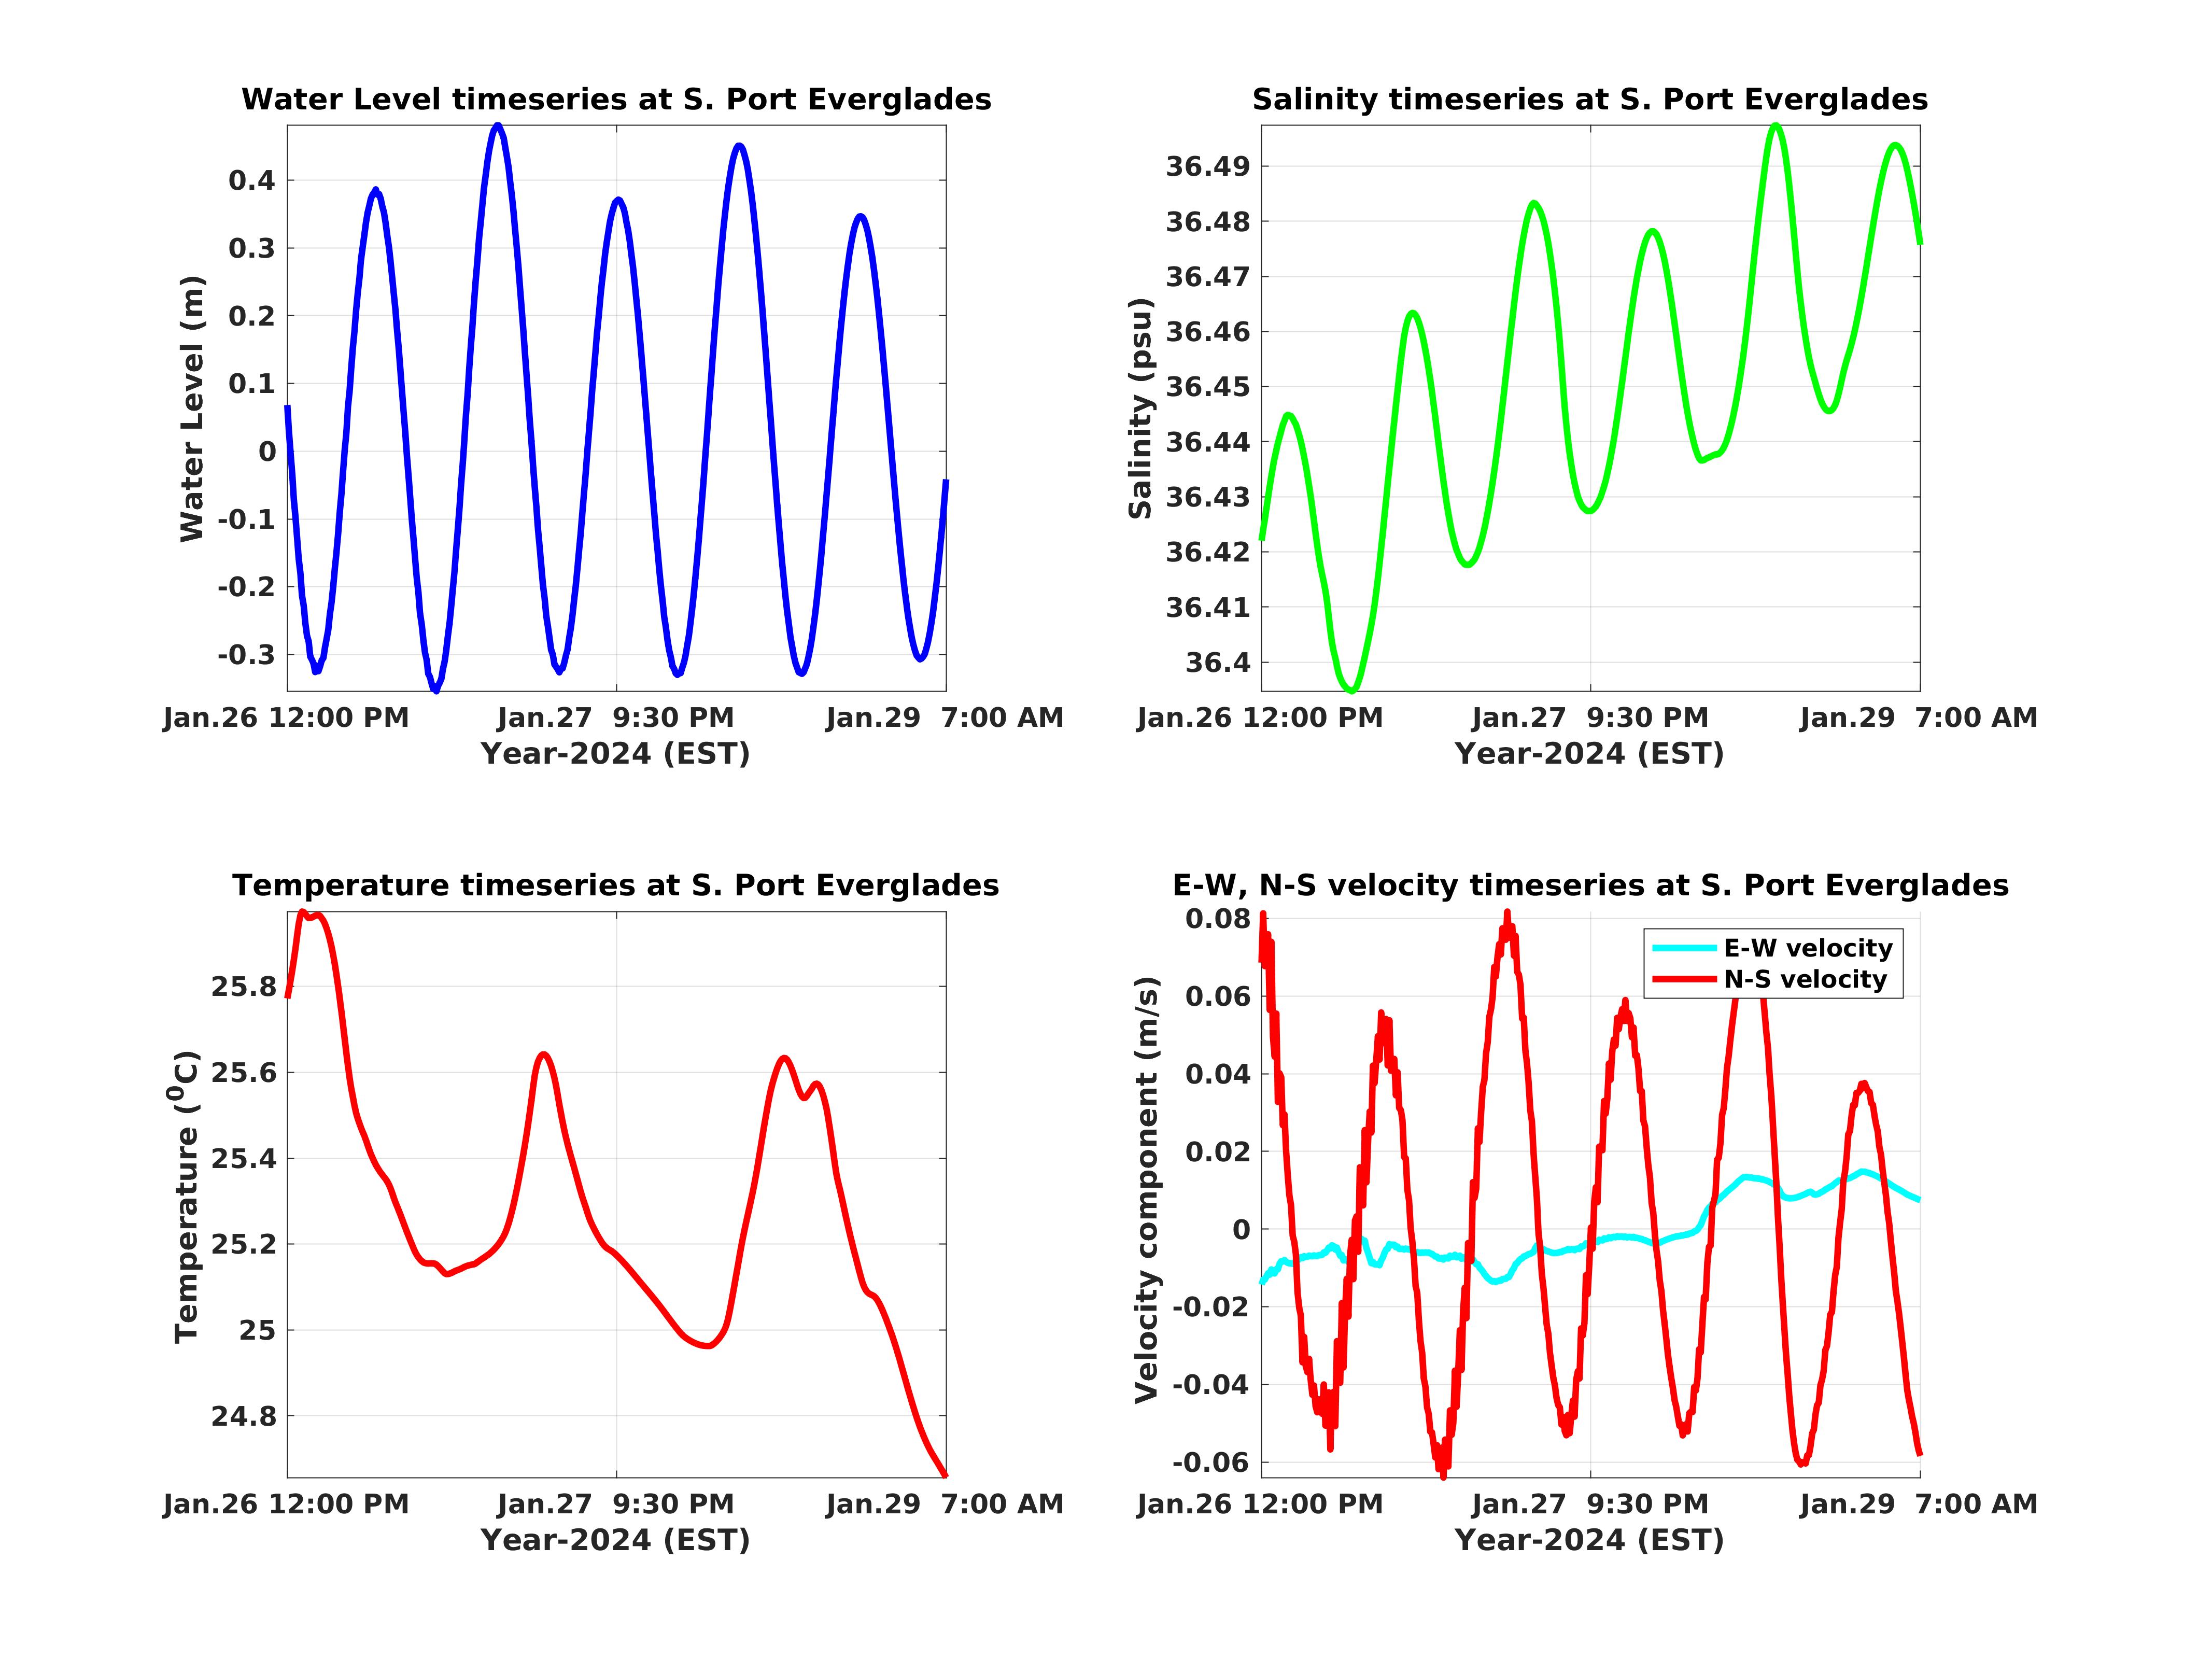 Water Level timeseries at S. Port Everglades
Water Level (m)
0.4
0.3
0.2
0.1
0
-0.1
-0.2
-0.3
Jan.26 12:00 PM
Jan.27 9:30 PM
Jan.29 7:00 AM
Year-2024 (EST)
Salinity timeseries at S. Port Everglades
Salinity (psu)
36.49
36.48
36.47
36.46
36.45
36.44
36.43
36.42
36.41
36.4
Jan.26 12:00 PM
Jan.27 9:30 PM
Jan.29 7:00 AM
Year-2024 (EST)
Temperature timeseries at S. Port Everglades
Temperature (⁰C)
25.8
25.6
25.4
25.2
25
24.8
Jan.26 12:00 PM
Jan.27 9:30 PM
Jan.29 7:00 AM
Year-2024 (EST)
E-W, N-S velocity timeseries at S. Port Everglades
Velocity component (m/s)
0.08
0.06
0.04
0.02
0
-0.02
-0.04
-0.06
E-W velocity
N-S velocity
Jan.26 12:00 PM
Jan.27 9:30 PM
Jan.29 7:00 AM
Year-2024 (EST)